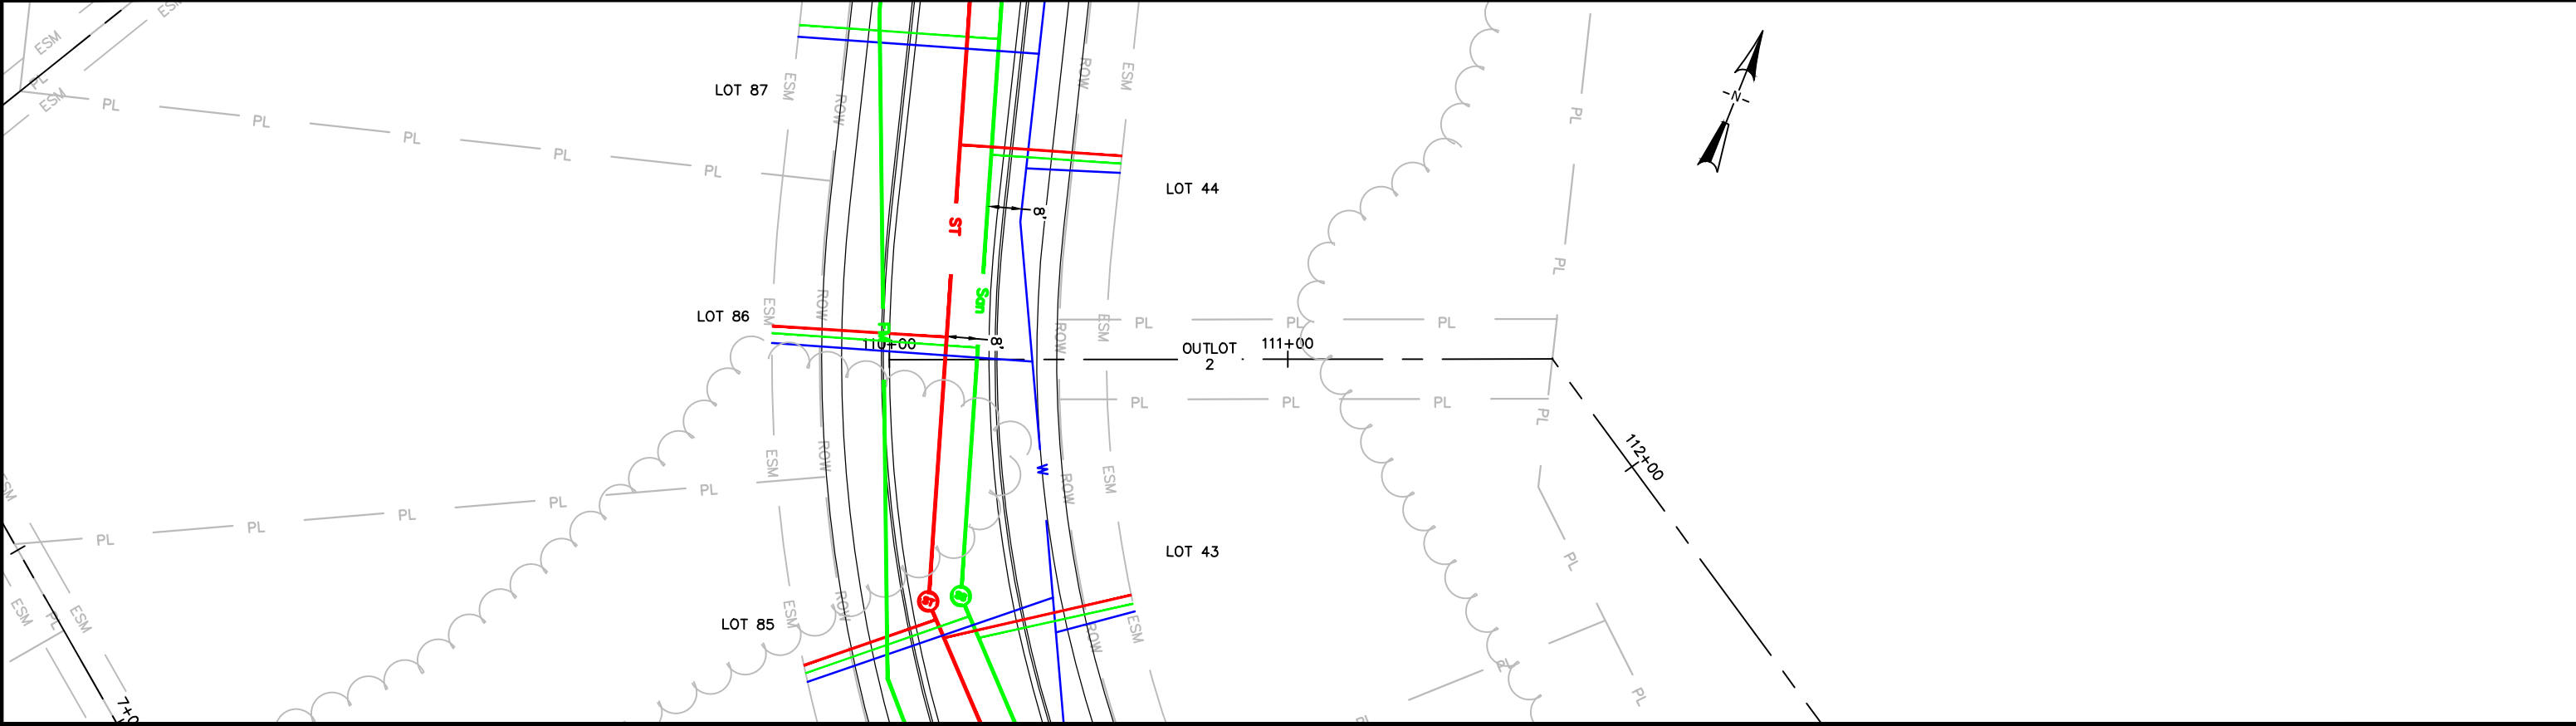 ESM
ESM
PL
ESM
PL
PL
PL
PL
PL
LOT 87
ESM
ROW
ROW
ESM
PL
N
LOT 44
ST
8'
San
PL
LOT 86
ESM
ROW
8'
110+00
ROW
ESM
PL
PL
PL
OUTLOT
2
111+00
PL
PL
PL
PL
ESM
ROW
W
ROW
ESM
112+00
PL
PL
PL
PL
PL
LOT 43
PL
ESM
PL
ESM
LOT 85
ESM
ROW
ROW
ESM
PL
PL